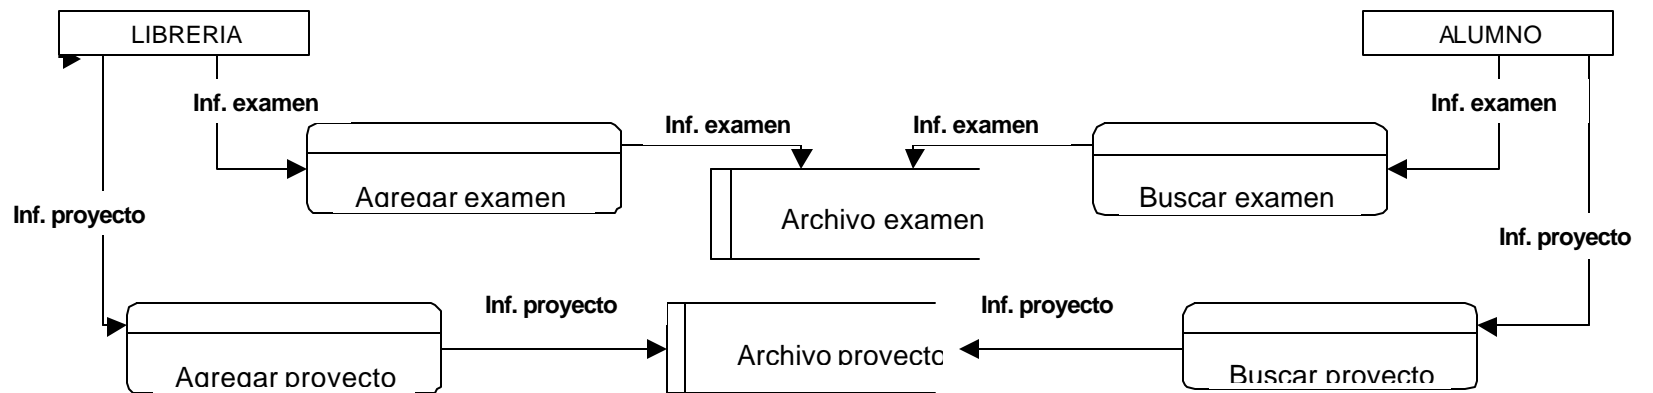 LIBRERIA
ALUMNO
Inf. examen
Inf. examen
Inf. examen
Inf. examen
Agregar examen
Buscar examen
Archivo examen
Inf. proyecto
Inf. proyecto
Inf. proyecto
Inf. proyecto
Archivo proyecto
Agregar proyecto
Buscar proyecto